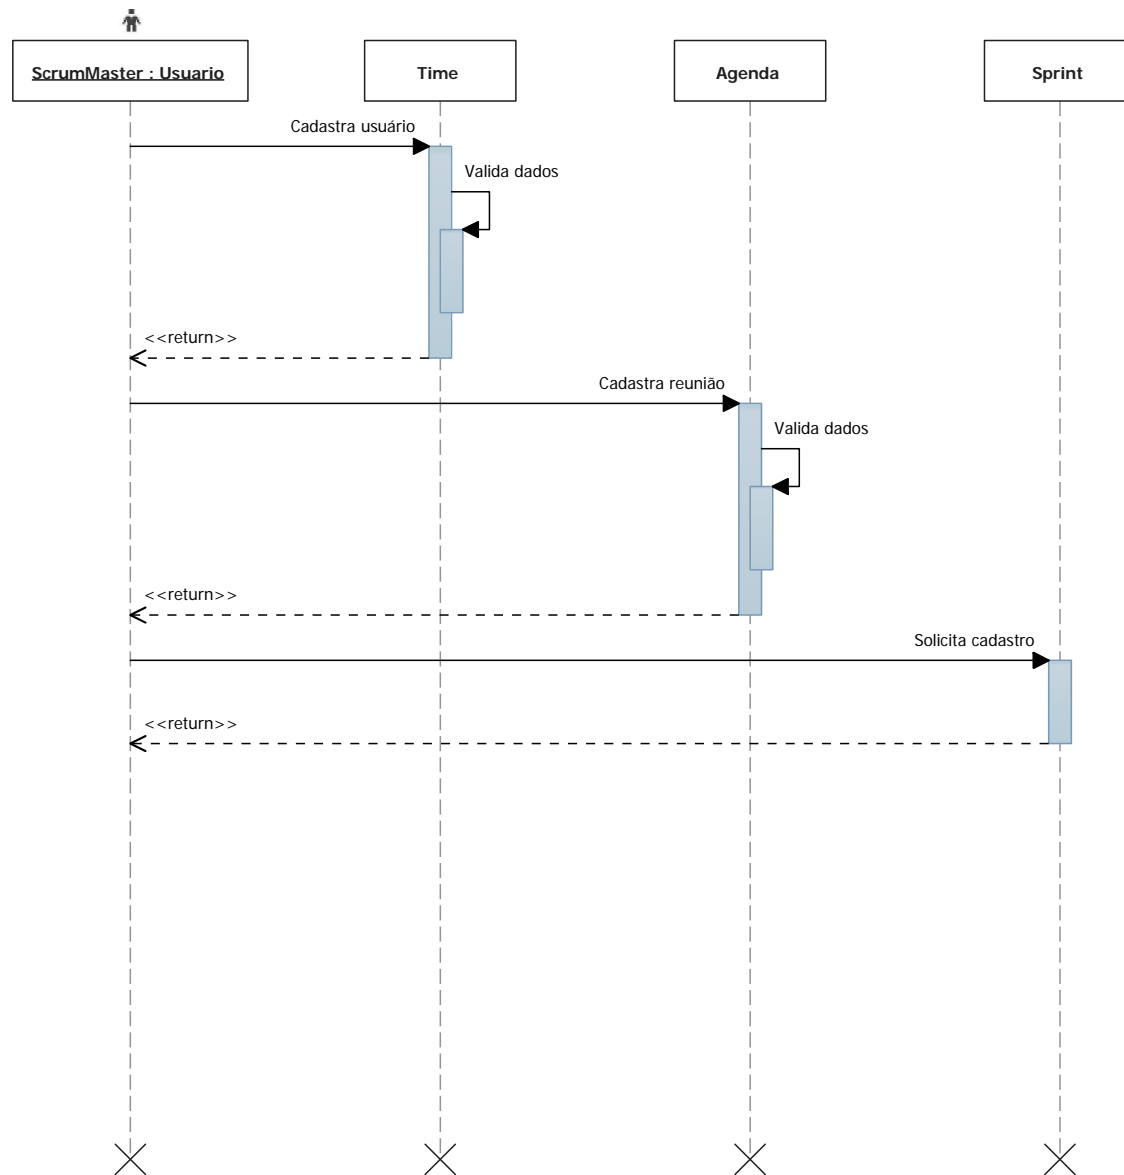 ScrumMaster : Usuario
Time
Agenda
Sprint
Cadastra usuário
Valida dados
<<return>>
Cadastra reunião
Valida dados
<<return>>
Solicita cadastro
<<return>>